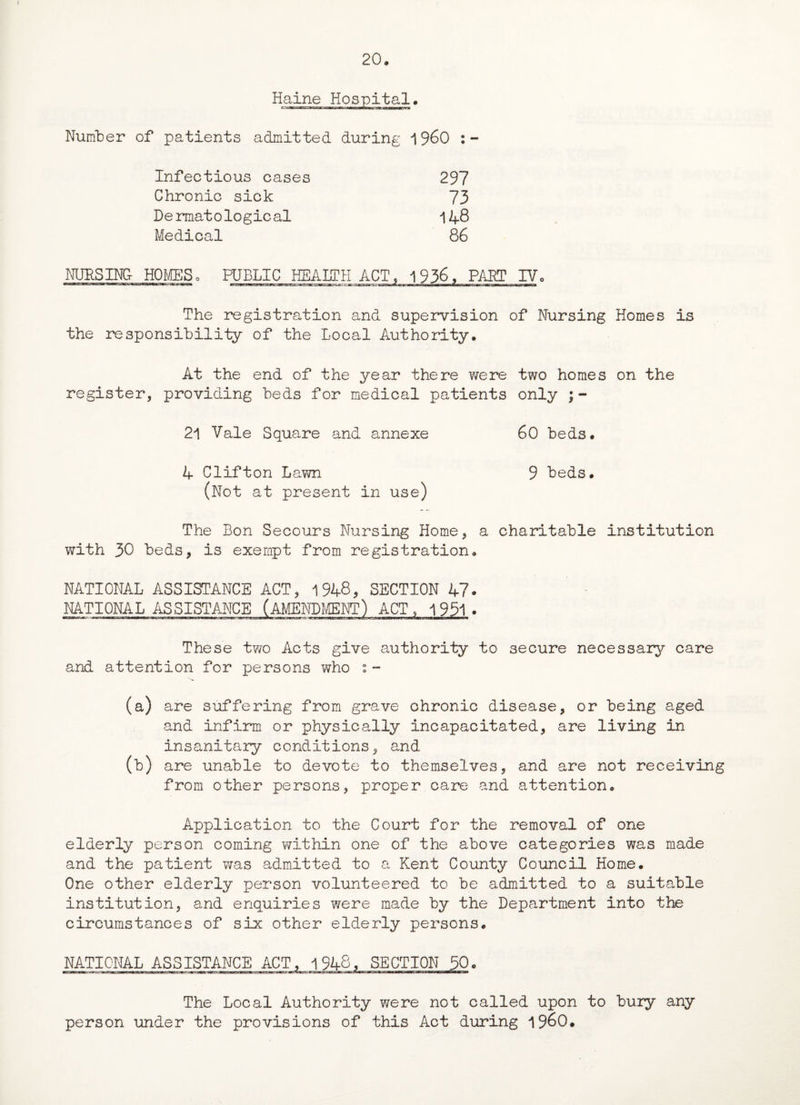 20.
Haine Hospital.
Number of patients admitted during 1960 :-
Infectious cases 297
Chronic sick 73
Dermatological 148
Medical 86
NURSING HOMES. PUBLIC HEALTH ACT, 1936, PART IV.
The registration and supervision of Nursing Homes is
the responsibility of the Local Authority.
At the end of the year there were two homes on the
register, providing beds for medical patients only ;-
21 Vale Square and annexe 60 beds.
4 Clifton Lawn 9 beds.
(Not at present in use)
The Bon Secours Nursing Home, a charitable institution
with 30 beds, is exempt from registration.
NATIONAL ASSISTANCE ACT, 1948, SECTION 47.
NATIONAL ASSISTANCE (AMENDMENT) ACT, 1951.
These two Acts give authority to secure necessary care
and attention for persons who :-
(a) are suffering from grave chronic disease, or being aged
and infirm or physically incapacitated, are living in
insanitary conditions, and
(b) are unable to devote to themselves, and are not receiving
from other persons, proper care and attention.
Application to the Court for the removal of one
elderly person coming within one of the above categories was made
and the patient was admitted to a Kent County Council Home.
One other elderly person volunteered to be admitted to a suitable
institution, and enquiries were made by the Department into the
circumstances of six other elderly persons.
NATIONAL ASSISTANCE ACT, 1948, SECTION 50.
The Local Authority were not called upon to bury any
person under the provisions of this Act during 1960.